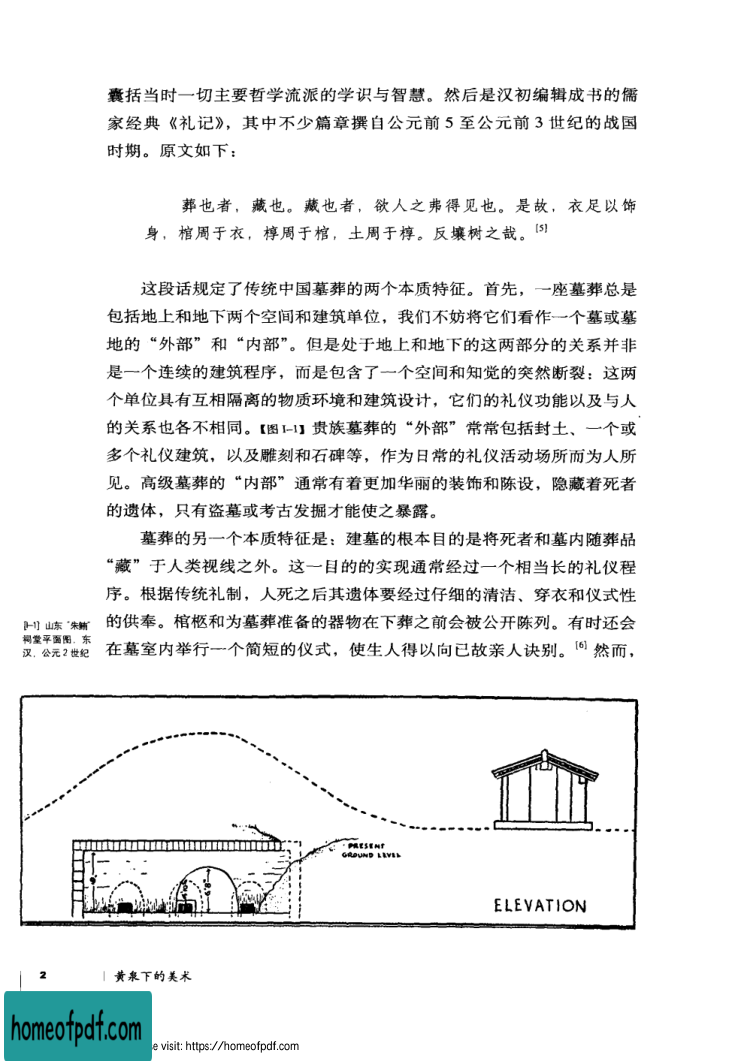 囊括当时一切主要哲学流派的学识与智慧。然后是汉初编辑成书的儒
家经典《礼记》，其中不少篇章撰自公元前 5 至公元前 3 世纪的战国
时期。原文如下：
葬也者，藏也。藏也者，欲人之弗得见也。是故，衣足以饰
身，棺周于衣，椁周于棺，土周于椁。反壤树之哉。[5]
这段话规定了传统中国墓葬的两个本质特征。首先，一座墓葬总是
包括地上和地下两个空间和建筑单位，我们不妨将它们看作一个墓或墓
地的“外部”和“内部”。但是处于地上和地下的这两部分的关系并非
是一个连续的建筑程序，而是包含了一个空间和知觉的突然断裂：这两
个单位具有互相隔离的物质环境和建筑设计，它们的礼仪功能以及与人
的关系也各不相同。【图 I-1】贵族墓葬的“外部”常常包括封土、一个或
多个礼仪建筑，以及雕刻和石碑等，作为日常的礼仪活动场所而为人所
见。高级墓葬的“内部”通常有着更加华丽的装饰和陈设，隐藏着死者
的遗体，只有盗墓或考古发掘才能使之暴露。
墓葬的另一个本质特征是：建墓的根本目的是将死者和墓内随葬品
“藏”于人类视线之外。这一目的的实现通常经过一个相当长的礼仪程
序。根据传统礼制，人死之后其遗体要经过仔细的清洁、穿衣和仪式性
的供奉。棺柩和为墓葬准备的器物在下葬之前会被公开陈列。有时还会
在墓室内举行一个简短的仪式，使生人得以向已故亲人诀别。[6] 然而，
[I-1] 山东“朱鲔”
祠堂平面图．东
汉．公元 2 世纪
PRESENT
GROUND LEVEL
ELEVATION
2 黄泉下的美术
homeofpdf.com
e visit: https://homeofpdf.com